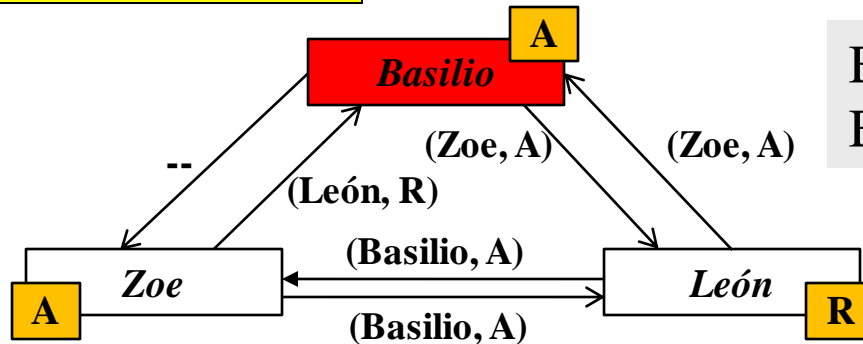 A
Basilio
(Zoe, A)
(Zoe, A)
--
(León, R)
(Basilio, A)
Zoe
León
A
R
(Basilio, A)